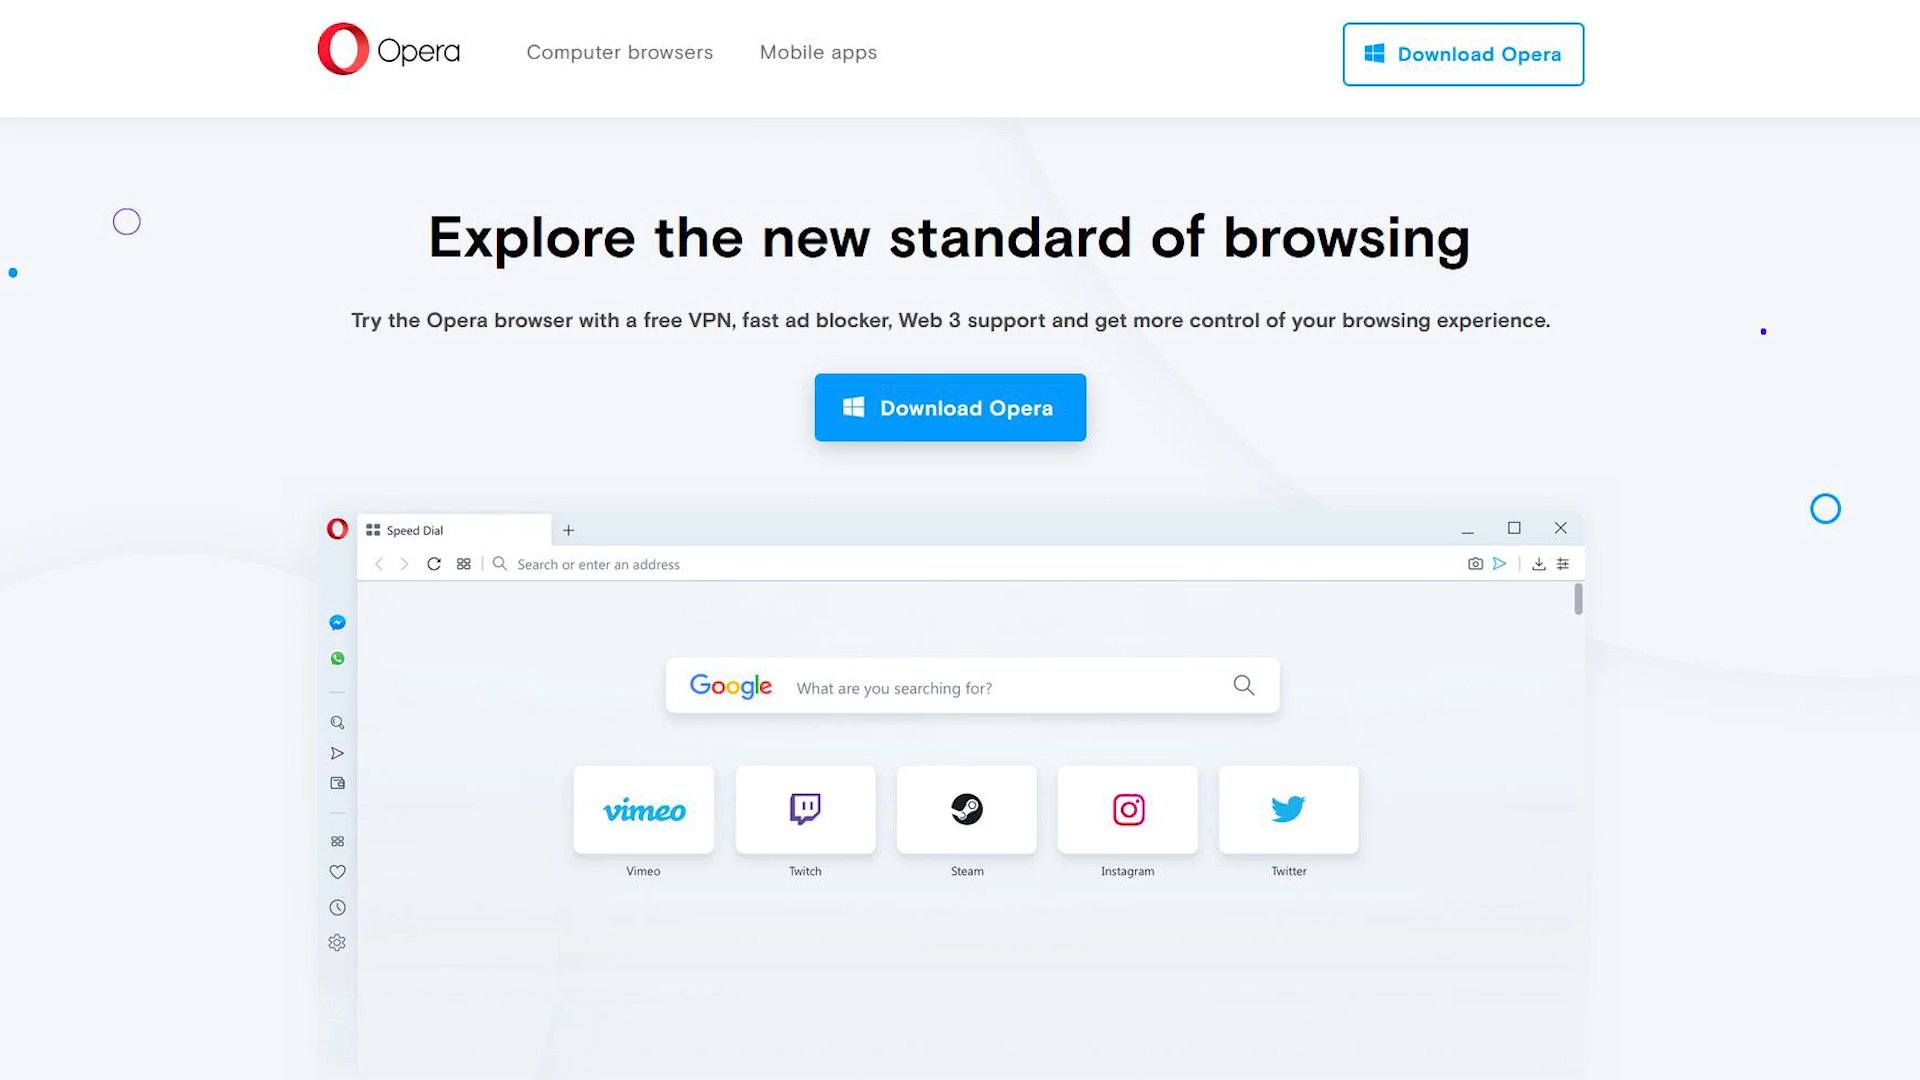 Opera
Computer browsers
Mobile apps
Download Opera
Explore the new standard of browsing
Try the Opera browser with a free VPN, fast ad blocker, Web 3 support and get more control of your browsing experience.
Download Opera
Speed Dial
Search or enter an address
Google
What are you searching for?
vimeo
Vimeo
Twitch
Steam
Instagram
Twitter